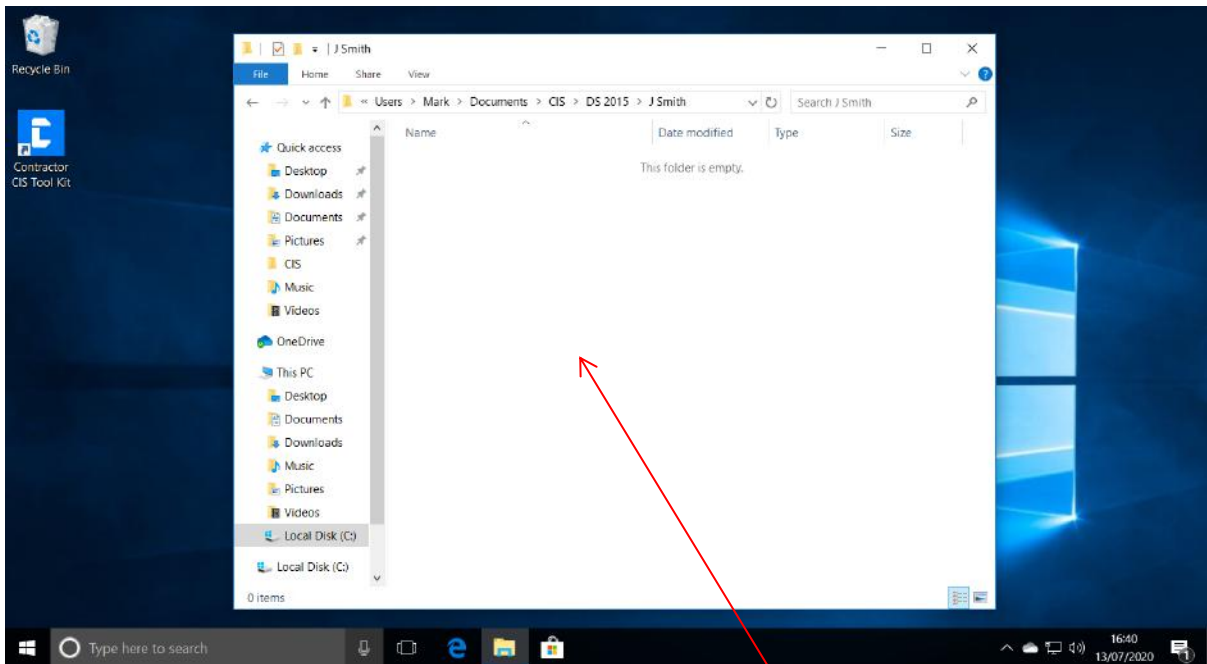 Recycle Bin
Contractor
CIS Tool Kit
J Smith
File Home Share View
« Users > Mark > Documents > CIS > DS 2015 > J Smith
Search J Smith
Name Date modified Type Size
This folder is empty.
Quick access
Desktop
Downloads
Documents
Pictures
CIS
Music
Videos
OneDrive
This PC
Desktop
Documents
Downloads
Music
Pictures
Videos
Local Disk (C:)
Local Disk (C:)
0 items
Type here to search
16:40
13/07/2020
1